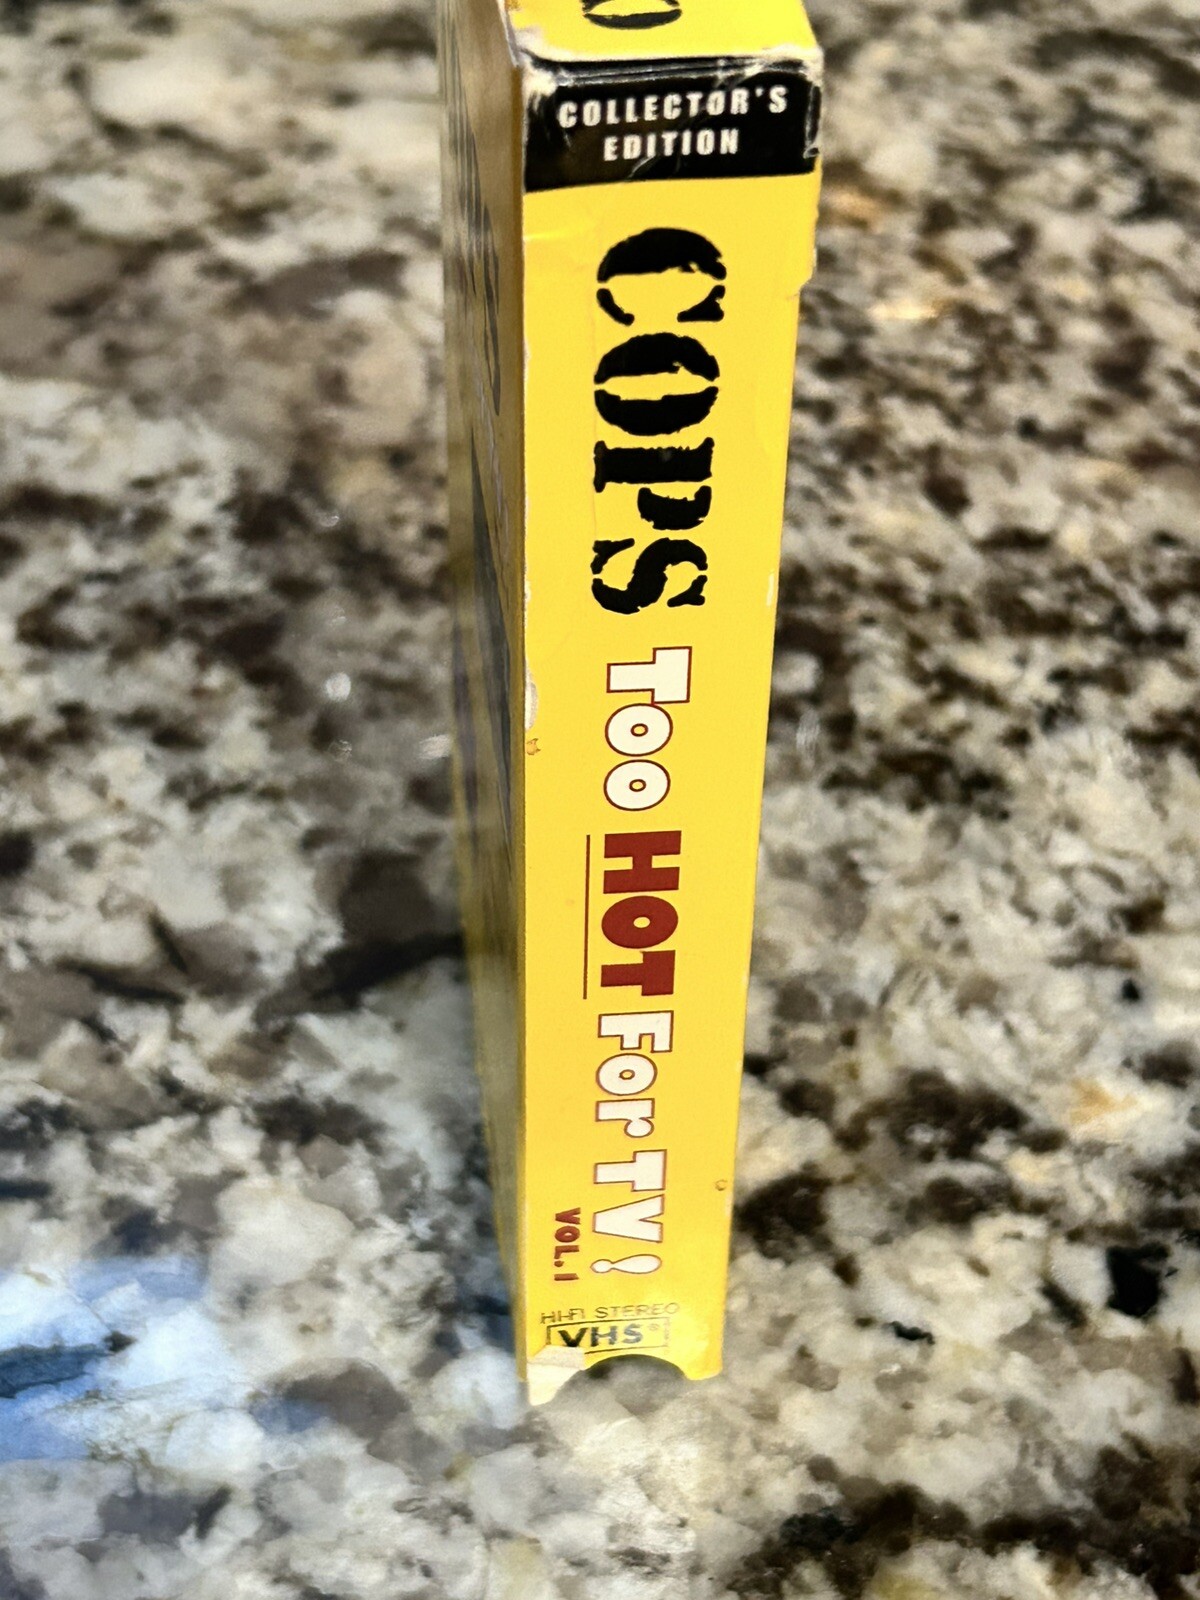 COLLECTOR'S
EDITION
COPS Too HOT For TV!
VOL. 1
HI-FI STEREO
VHS®